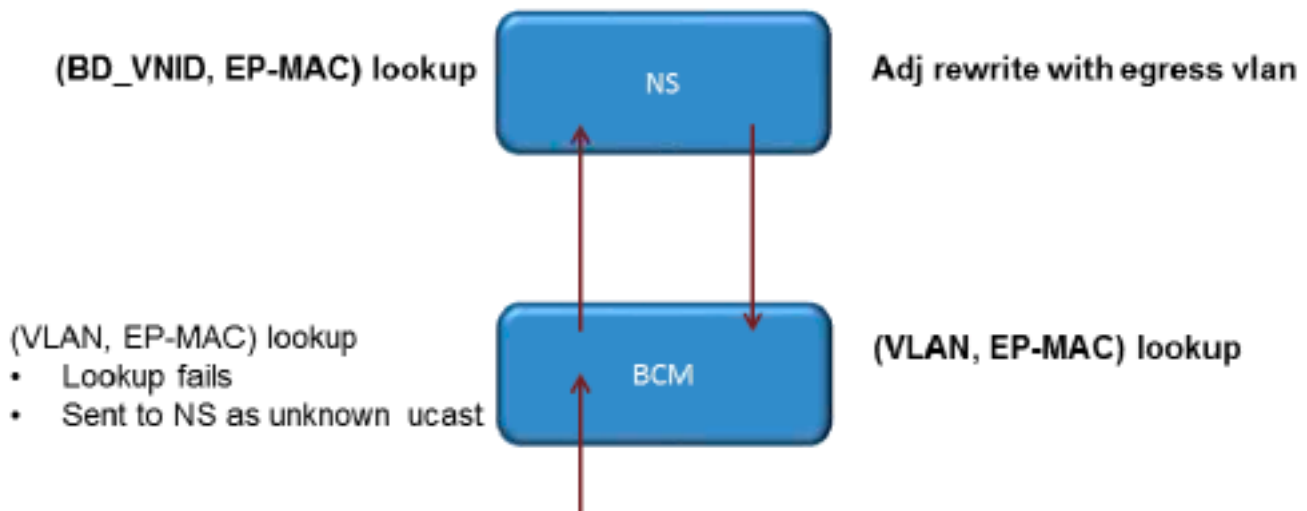 (BD_VNID, EP-MAC) lookup
NS
Adj rewrite with egress vlan
(VLAN, EP-MAC) lookup
• Lookup fails
• Sent to NS as unknown ucast
BCM
(VLAN, EP-MAC) lookup